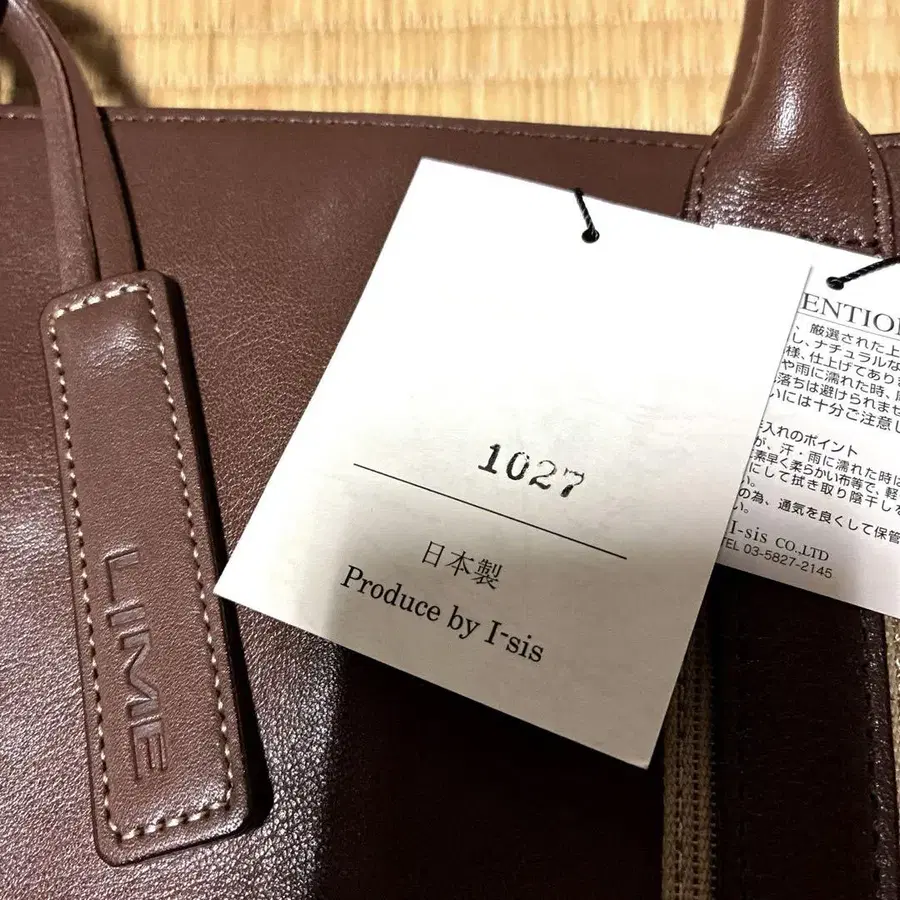 LIME
1027
日本製
Produce by I-sis
ENTION
、厳選された上
し、ナチュラルな
様、仕上げてあり
や雨に濡れた時、
落ちは避けられませ
いには十分ご注意し
入れのポイント
が、汗・雨に濡れた時は
素早く柔らかい布等で、軽
にして拭き取り陰干しな
い。
の為、通気を良くして保管
い。
I-sis CO.,LTD
TEL 03-5827-2145